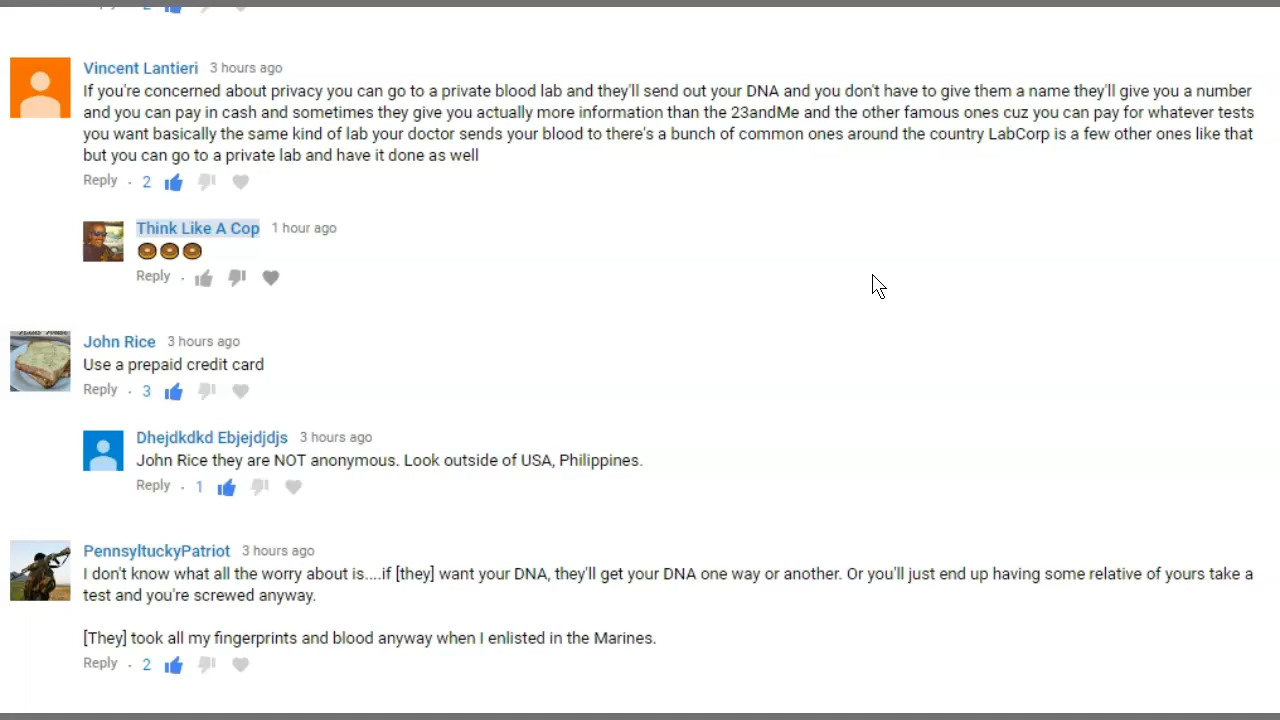 2
Vincent Lantieri 3 hours ago
If you're concerned about privacy you can go to a private blood lab and they'll send out your DNA and you don't have to give them a name they'll give you a number
and you can pay in cash and sometimes they give you actually more information than the 23andMe and the other famous ones cuz you can pay for whatever tests
you want basically the same kind of lab your doctor sends your blood to there's a bunch of common ones around the country LabCorp is a few other ones like that
but you can go to a private lab and have it done as well
Reply . 2
Think Like A Cop 1 hour ago
Reply .
John Rice 3 hours ago
Use a prepaid credit card
Reply . 3
Dhejdkdkd Ebjejdjdjs 3 hours ago
John Rice they are NOT anonymous. Look outside of USA, Philippines.
Reply . 1
PennsyltuckyPatriot 3 hours ago
I don't know what all the worry about is....if [they] want your DNA, they'll get your DNA one way or another. Or you'll just end up having some relative of yours take a
test and you're screwed anyway.
[They] took all my fingerprints and blood anyway when I enlisted in the Marines.
Reply . 2